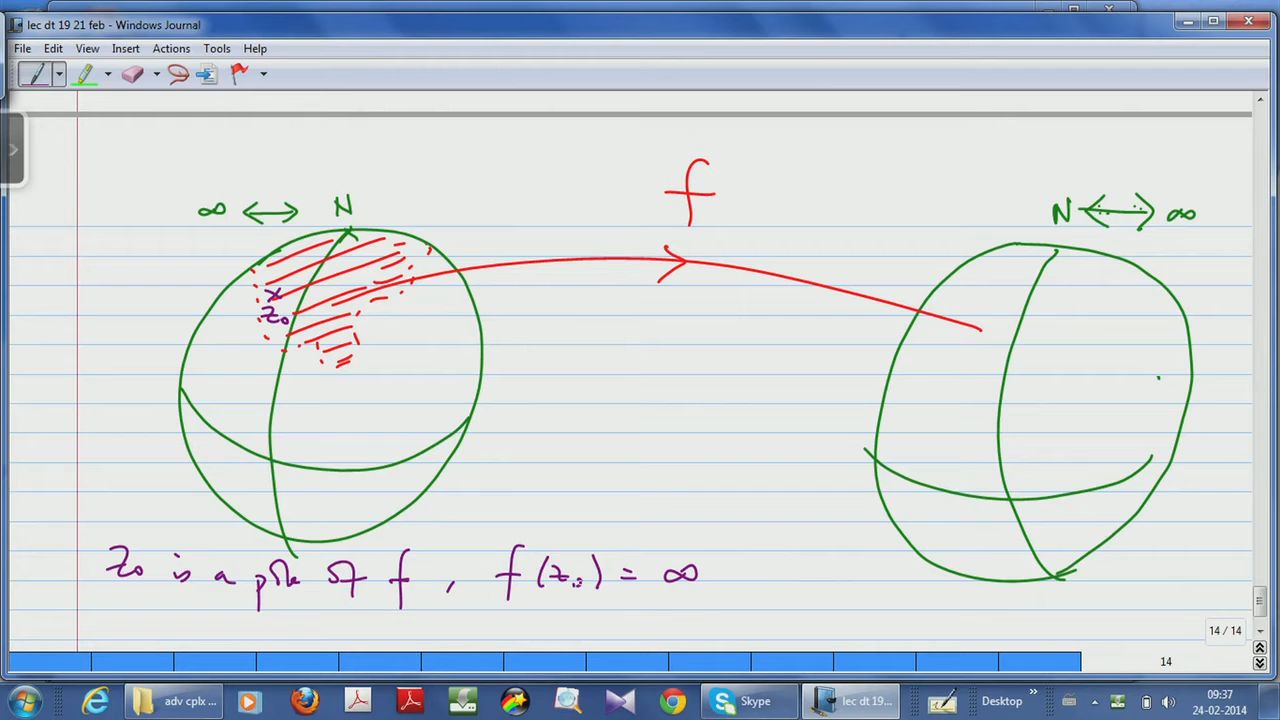 lec dt 19 21 feb - Windows Journal
File Edit View Insert Actions Tools Help
f
∞ ↔ N
N ↔ ∞
z₀
z₀ is a pole of f, f(z₀) = ∞
14 / 14
14
adv cplx ...
Skype
lec dt 19...
Desktop
09:37
24-02-2014